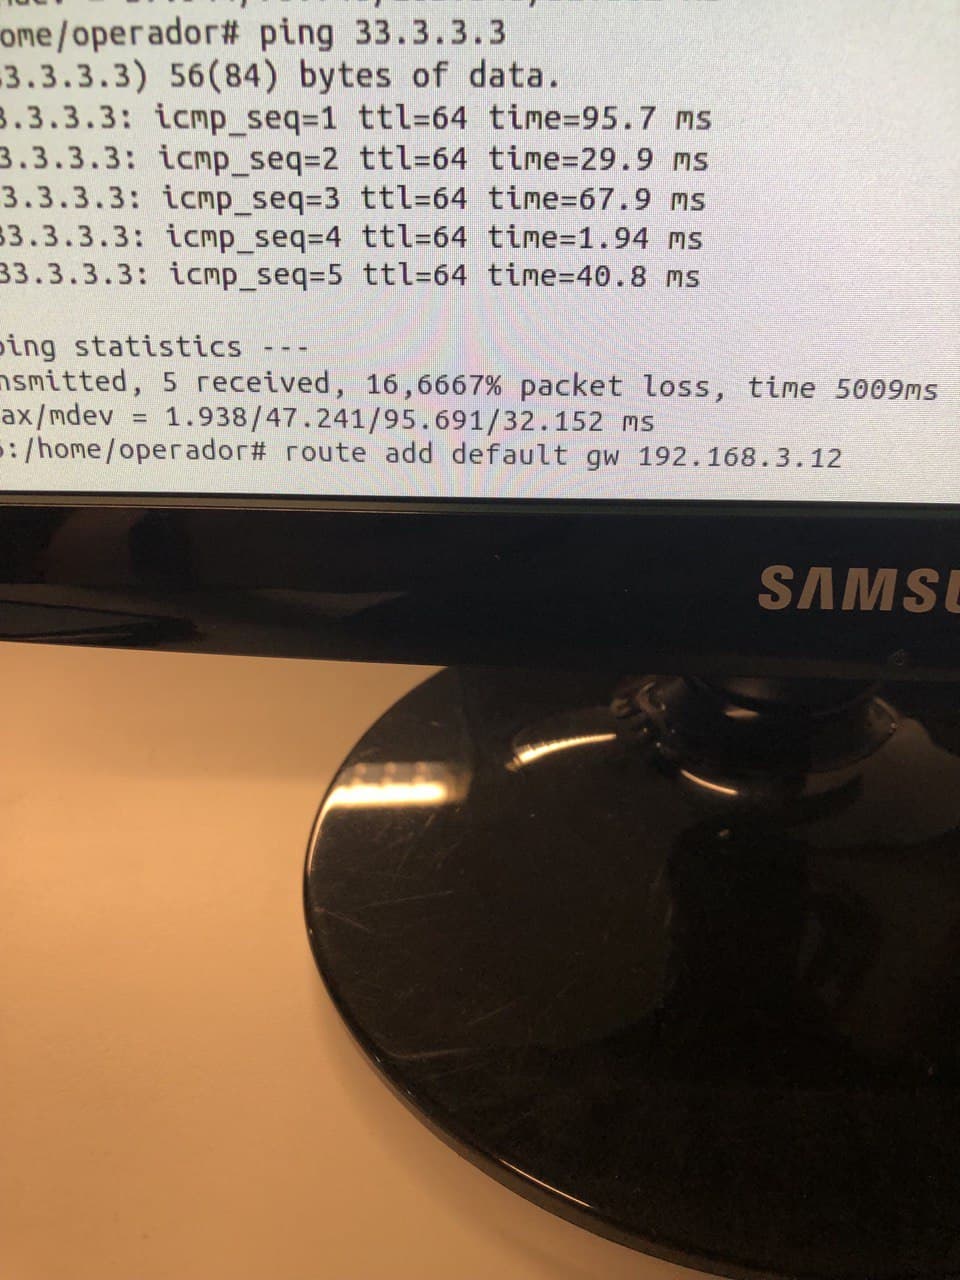 ome/operador# ping 33.3.3.3
3.3.3.3) 56(84) bytes of data.
3.3.3.3: icmp_seq=1 ttl=64 time=95.7 ms
3.3.3.3: icmp_seq=2 ttl=64 time=29.9 ms
3.3.3.3: icmp_seq=3 ttl=64 time=67.9 ms
33.3.3.3: icmp_seq=4 ttl=64 time=1.94 ms
33.3.3.3: icmp_seq=5 ttl=64 time=40.8 ms
ping statistics ---
nsmitted, 5 received, 16,6667% packet loss, time 5009ms
ax/mdev = 1.938/47.241/95.691/32.152 ms
:/home/operador# route add default gw 192.168.3.12
SAMSU